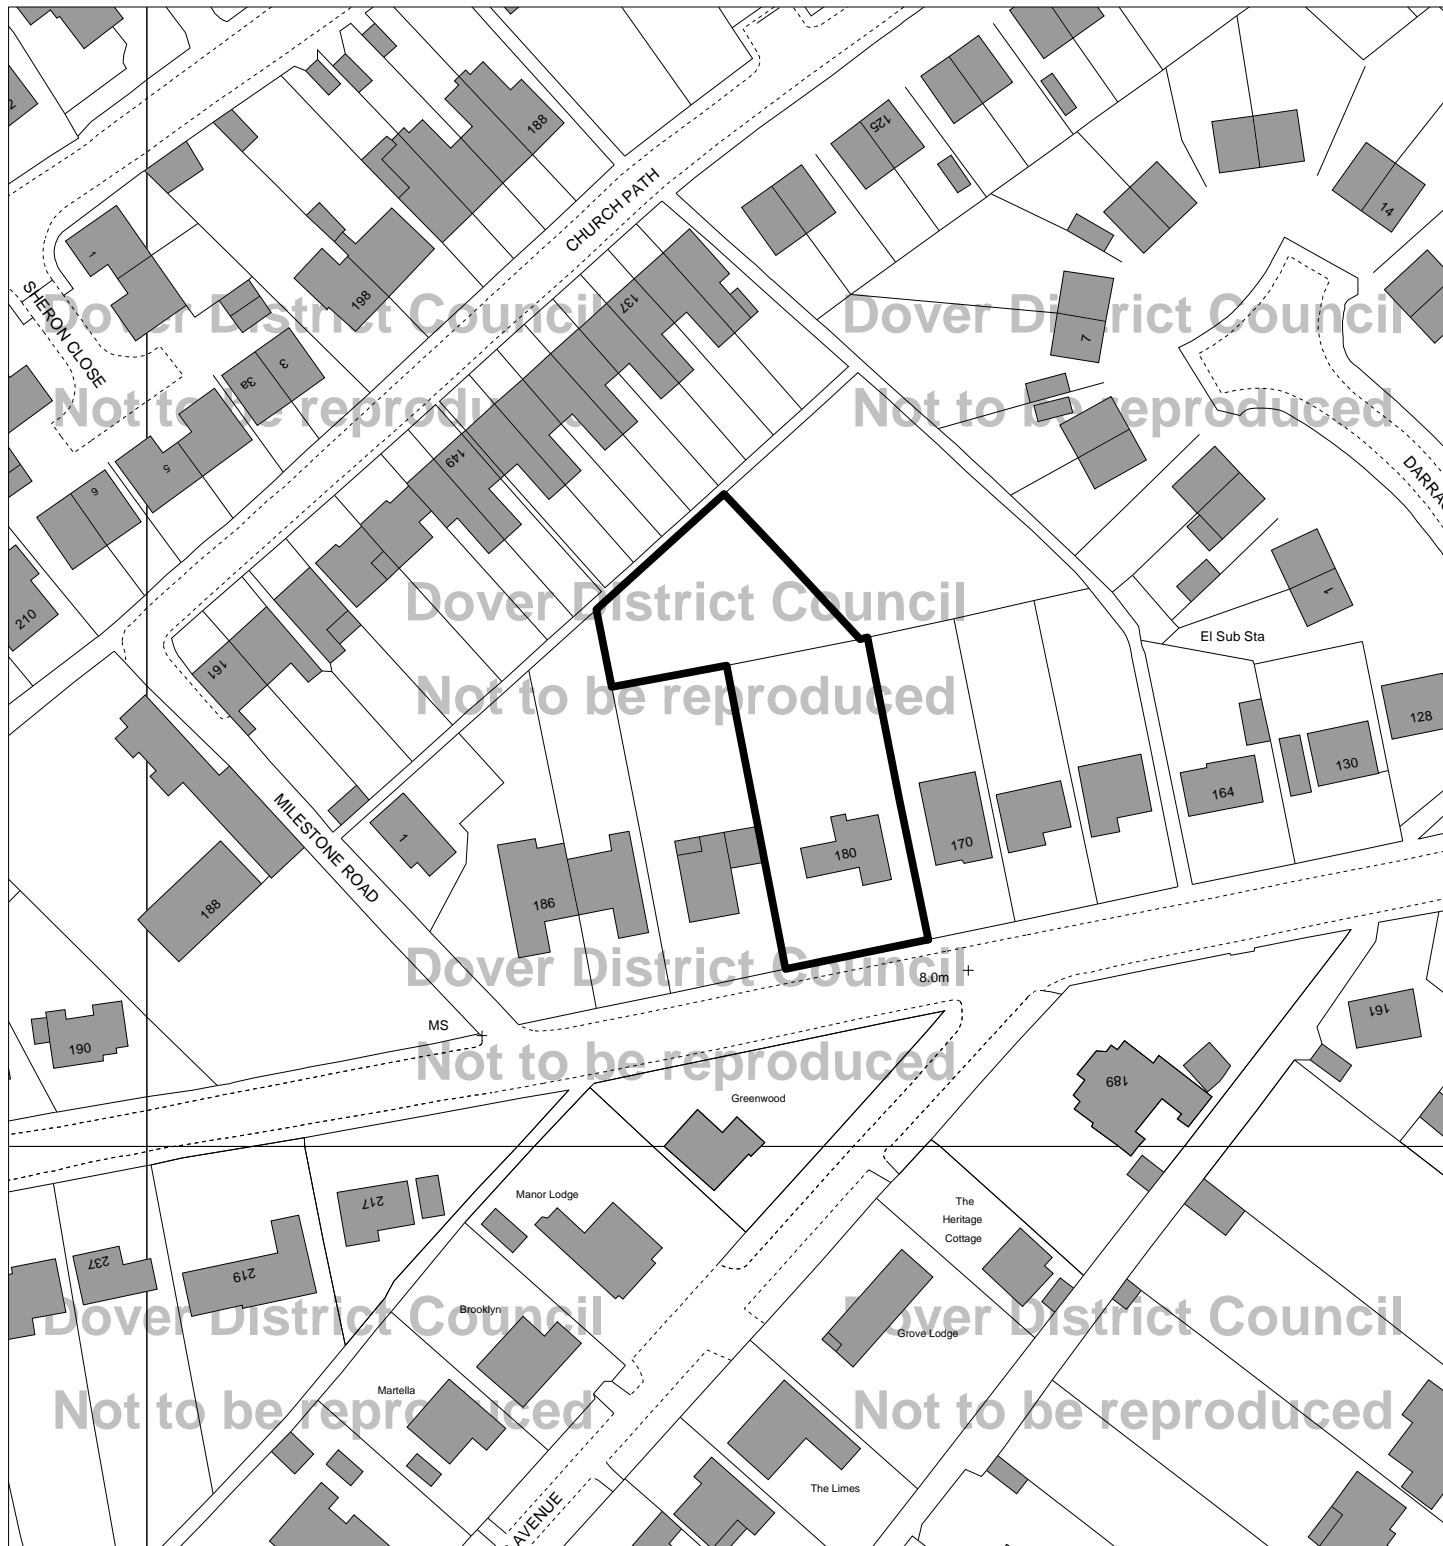 2
188
125
14
CHURCH PATH
1
198
137
7
SHERON CLOSE
Dover District Council
Dover District Council
3
3a
Not to be reproduced
Not to be reproduced
149
5
6
DARRA
210
Dover District Council
1
El Sub Sta
161
Not to be reproduced
128
130
164
MILESTONE ROAD
1
170
180
186
188
Dover District Council
8.0m
MS
190
161
Not to be reproduced
189
Greenwood
Manor Lodge
217
The
Heritage
Cottage
237
219
Dover District Council
Dover District Council
Brooklyn
Grove Lodge
Martella
Not to be reproduced
Not to be reproduced
The Limes
AVENUE